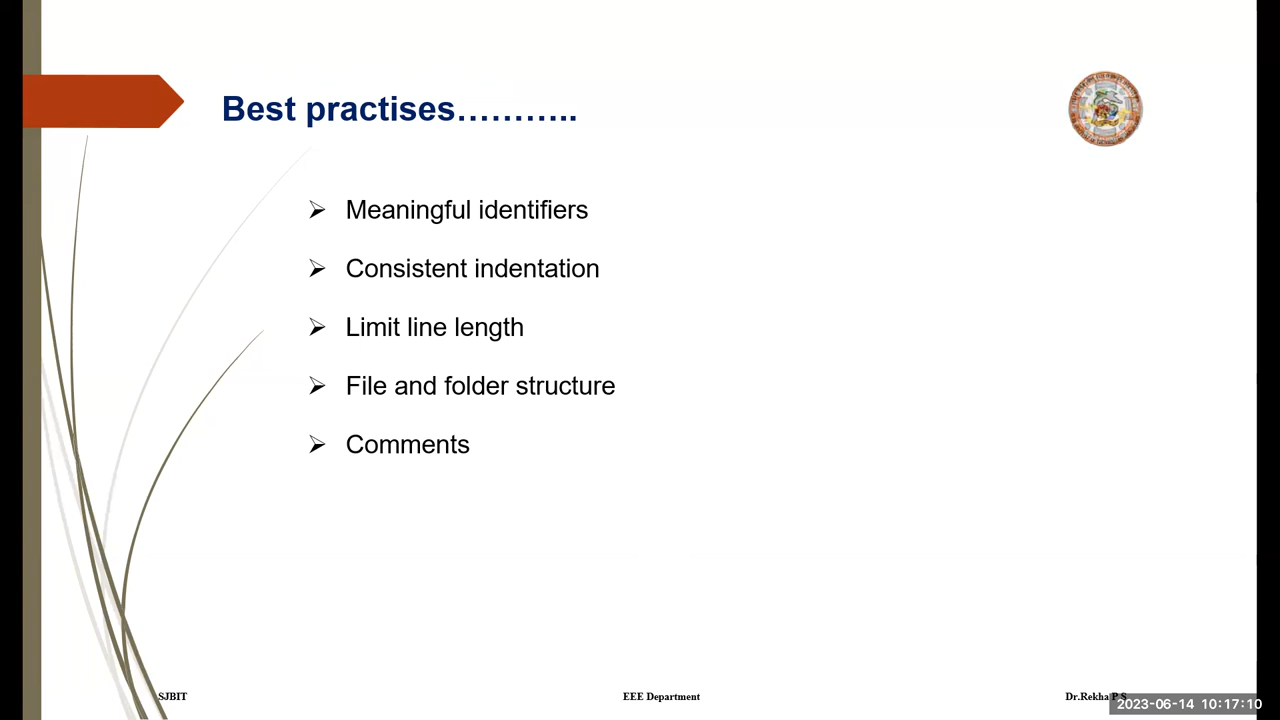 Best practises………..
➢ Meaningful identifiers
➢ Consistent indentation
➢ Limit line length
➢ File and folder structure
➢ Comments
SJBIT
EEE Department
Dr.Rekha P S
2023-06-14 10:17:10